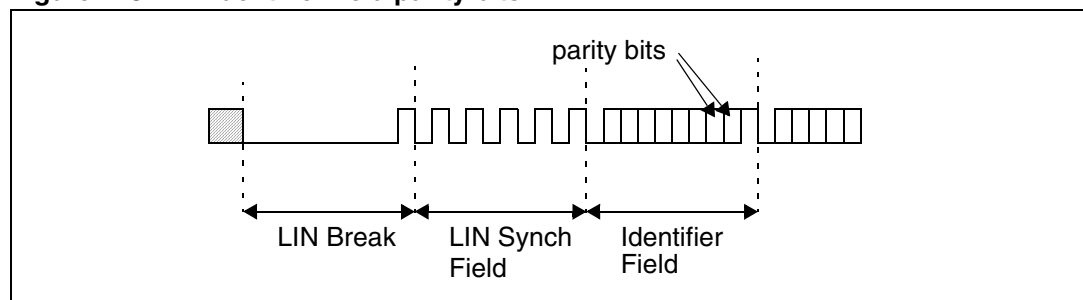 parity bits
LIN Break
LIN Synch
Field
Identifier
Field